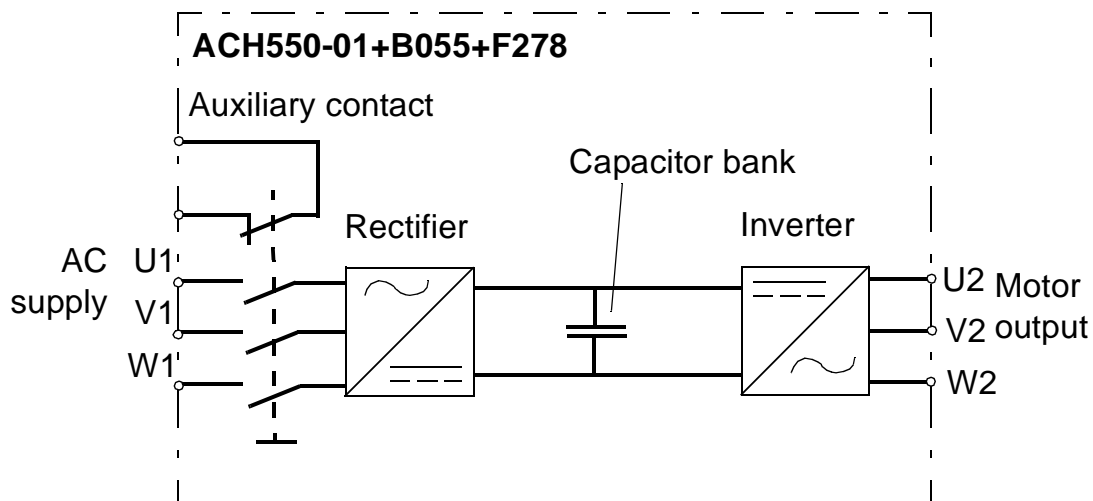 ACH550-01+B055+F278
Auxiliary contact
Capacitor bank
Rectifier
Inverter
AC
supply
U1
V1
W1
U2
V2
W2
Motor
output